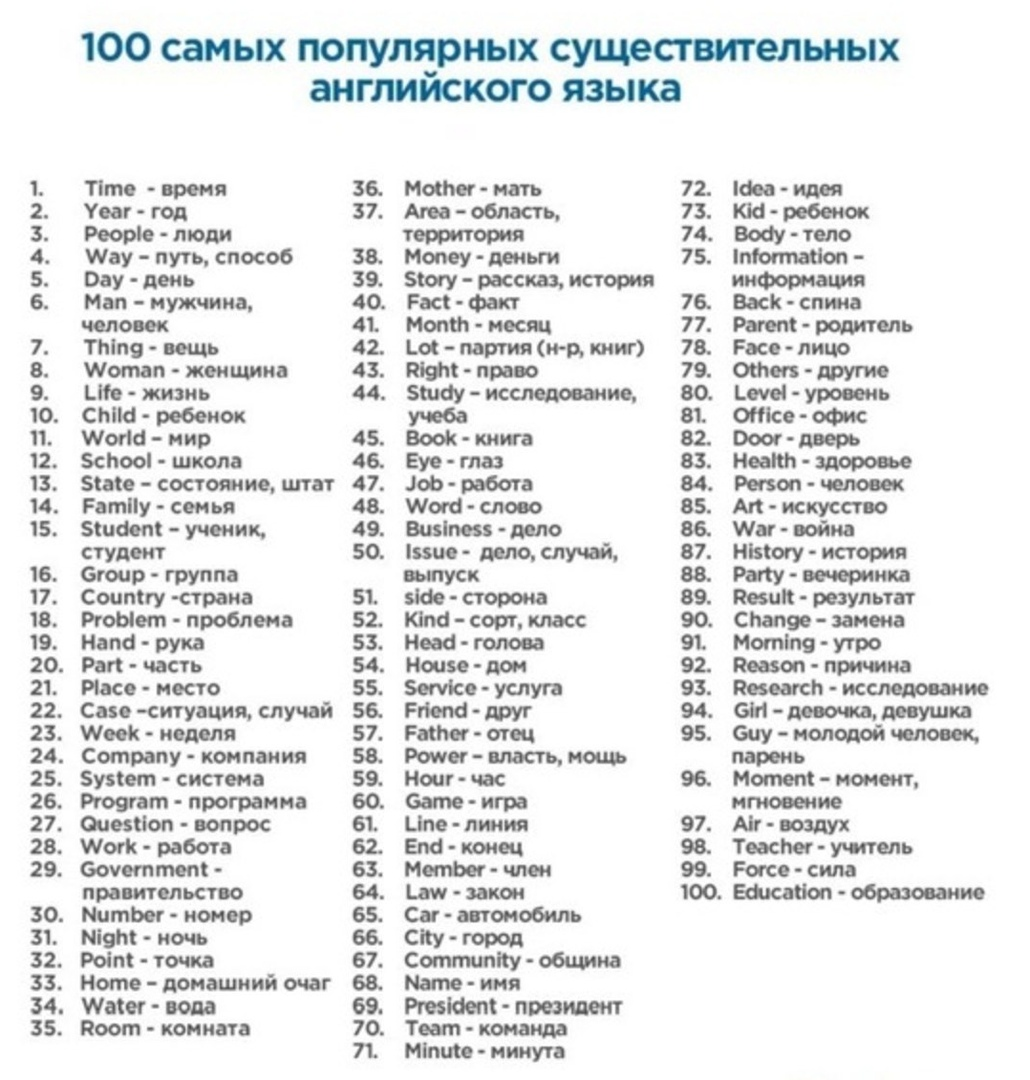 100 самых популярных существительных
английского языка
1. Time - время
2. Year - год
3. People - люди
4. Way – путь, способ
5. Day - день
6. Man – мужчина,
человек
7. Thing - вещь
8. Woman - женщина
9. Life - жизнь
10. Child - ребенок
11. World – мир
12. School - школа
13. State – состояние, штат
14. Family - семья
15. Student – ученик,
студент
16. Group - группа
17. Country -страна
18. Problem - проблема
19. Hand - рука
20. Part - часть
21. Place - место
22. Case –ситуация, случай
23. Week - неделя
24. Company - компания
25. System - система
26. Program - программа
27. Question - вопрос
28. Work - работа
29. Government -
правительство
30. Number - номер
31. Night - ночь
32. Point - точка
33. Home – домашний очаг
34. Water - вода
35. Room - комната
36. Mother - мать
37. Area – область,
территория
38. Money - деньги
39. Story – рассказ, история
40. Fact - факт
41. Month - месяц
42. Lot – партия (н-р, книг)
43. Right - право
44. Study – исследование,
учеба
45. Book - книга
46. Eye - глаз
47. Job - работа
48. Word - слово
49. Business - дело
50. Issue - дело, случай,
выпуск
51. side - сторона
52. Kind – сорт, класс
53. Head - голова
54. House - дом
55. Service - услуга
56. Friend - друг
57. Father - отец
58. Power – власть, мощь
59. Hour - час
60. Game - игра
61. Line - линия
62. End - конец
63. Member - член
64. Law - закон
65. Car - автомобиль
66. City - город
67. Community - община
68. Name - имя
69. President - президент
70. Team - команда
71. Minute - минута
72. Idea - идея
73. Kid - ребенок
74. Body - тело
75. Information –
информация
76. Back - спина
77. Parent - родитель
78. Face - лицо
79. Others - другие
80. Level - уровень
81. Office - офис
82. Door - дверь
83. Health - здоровье
84. Person - человек
85. Art - искусство
86. War - война
87. History - история
88. Party - вечеринка
89. Result - результат
90. Change – замена
91. Morning - утро
92. Reason - причина
93. Research - исследование
94. Girl – девочка, девушка
95. Guy – молодой человек,
парень
96. Moment – момент,
мгновение
97. Air - воздух
98. Teacher - учитель
99. Force - сила
100. Education - образование